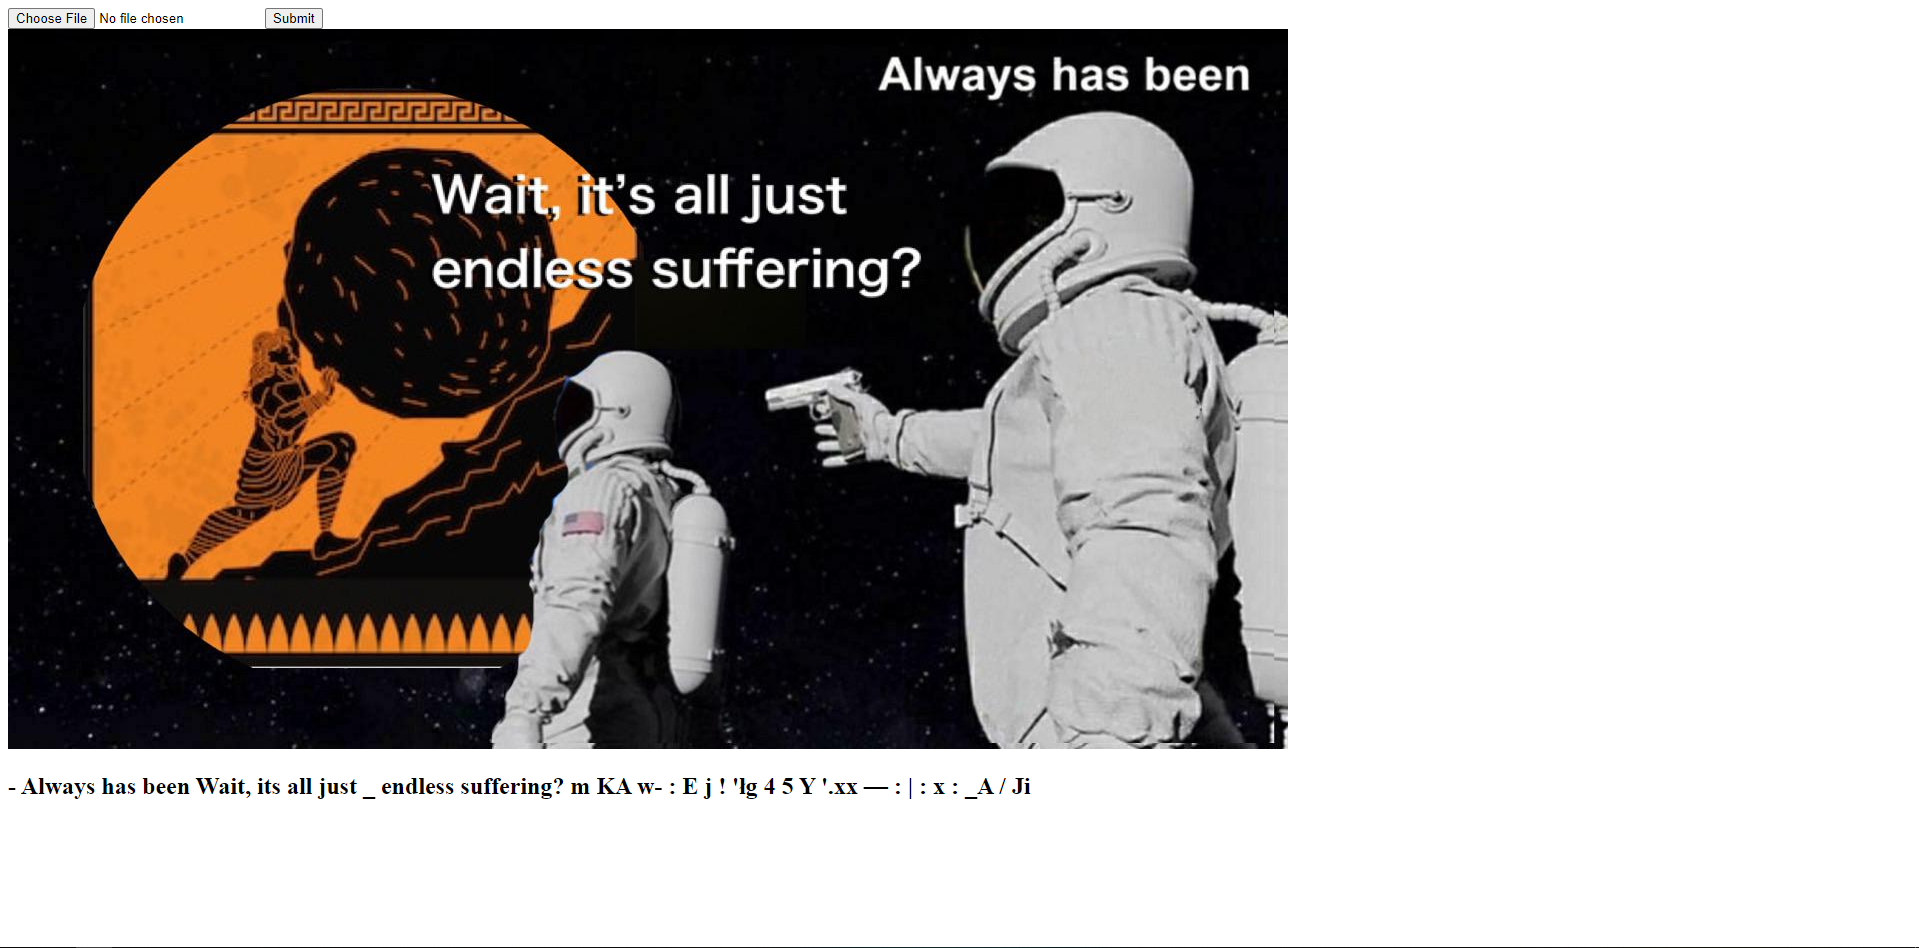 Choose File No file chosen Submit
Always has been
Wait, it’s all just
endless suffering?
- Always has been Wait, its all just _ endless suffering? m KA w- : E j ! 'lg 4 5 Y '.xx — : | : x : _A / Ji